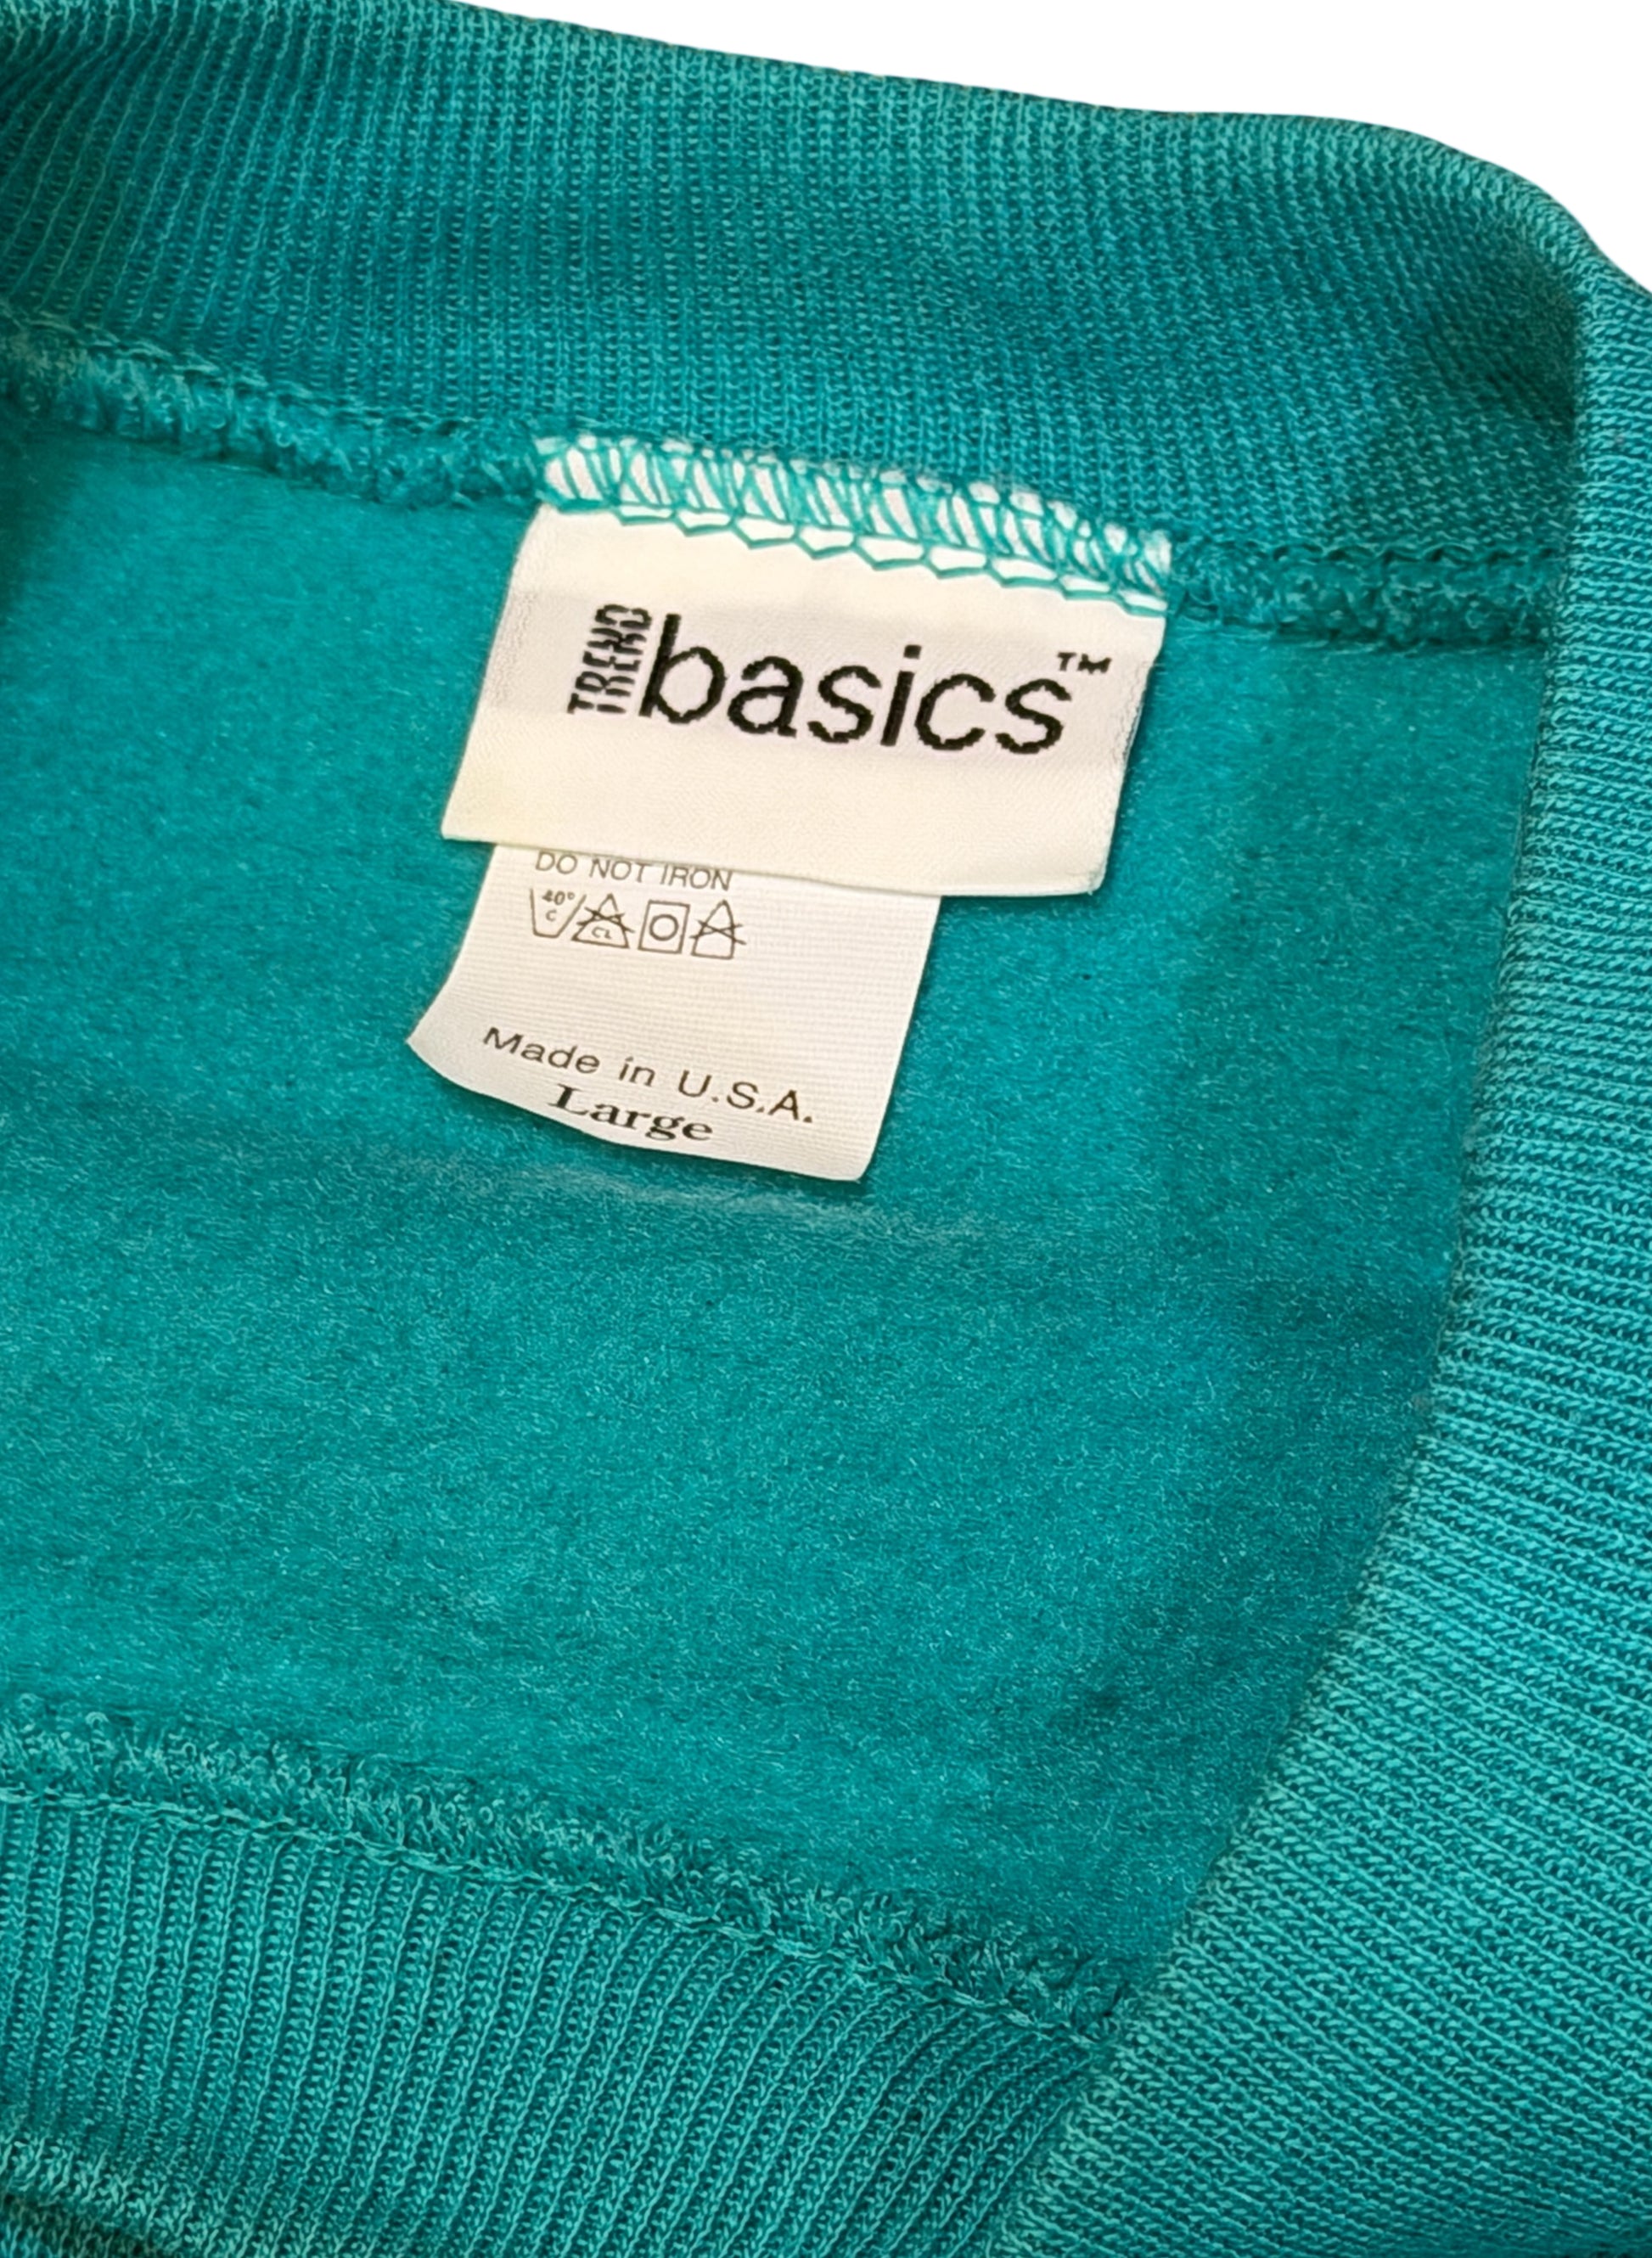 TREND basics™
DO NOT IRON
40°
C
CL
Made in U.S.A.
Large